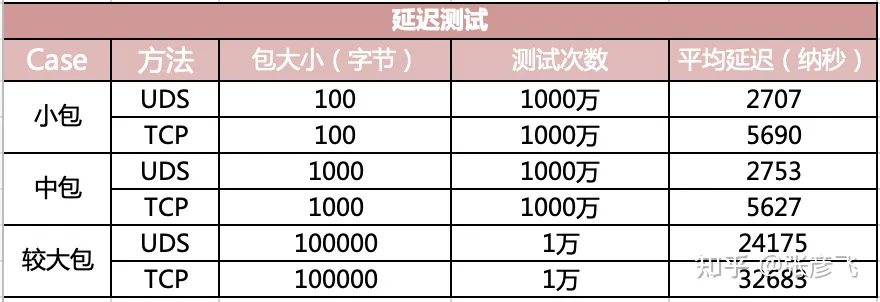 延迟测试
Case 方法 包大小（字节） 测试次数 平均延迟（纳秒）
小包 UDS 100 1000万 2707
TCP 100 1000万 5690
中包 UDS 1000 1000万 2753
TCP 1000 1000万 5627
较大包 UDS 100000 1万 24175
TCP 100000 1万 32683
知乎 @张彦飞